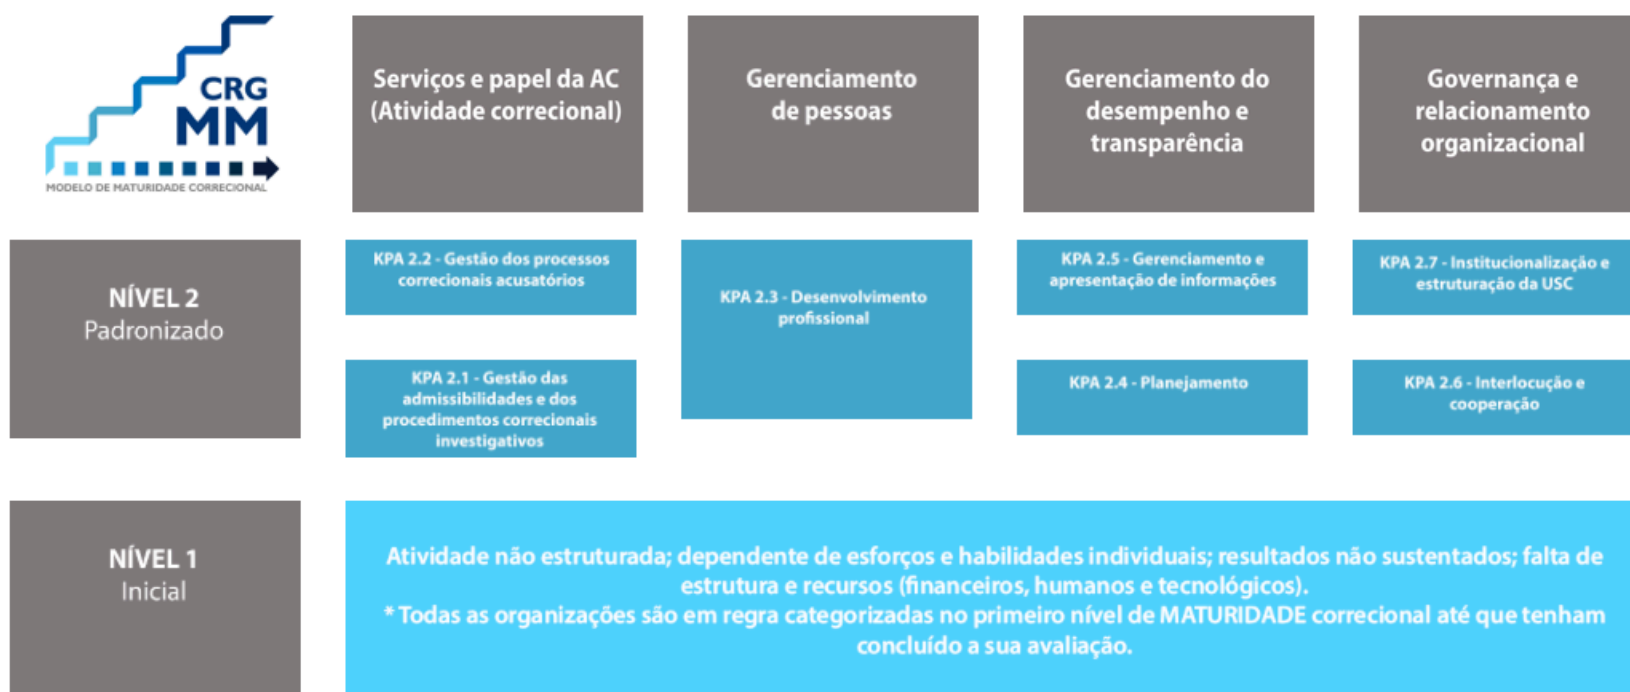 CRG
MM
MODELO DE MATURIDADE CORRECIONAL
Serviços e papel da AC
(Atividade correcional)
Gerenciamento
de pessoas
Gerenciamento do
desempenho e
transparência
Governança e
relacionamento
organizacional
NÍVEL 2
Padronizado
KPA 2.2 - Gestão dos processos
correcionais acusatórios
KPA 2.1 - Gestão das
admissibilidades e dos
procedimentos correcionais
investigativos
KPA 2.3 - Desenvolvimento
profissional
KPA 2.5 - Gerenciamento e
apresentação de informações
KPA 2.4 - Planejamento
KPA 2.7 - Institucionalização e
estruturação da USC
KPA 2.6 - Interlocução e
cooperação
NÍVEL 1
Inicial
Atividade não estruturada; dependente de esforços e habilidades individuais; resultados não sustentados; falta de
estrutura e recursos (financeiros, humanos e tecnológicos).
* Todas as organizações são em regra categorizadas no primeiro nível de MATURIDADE correcional até que tenham
concluído a sua avaliação.